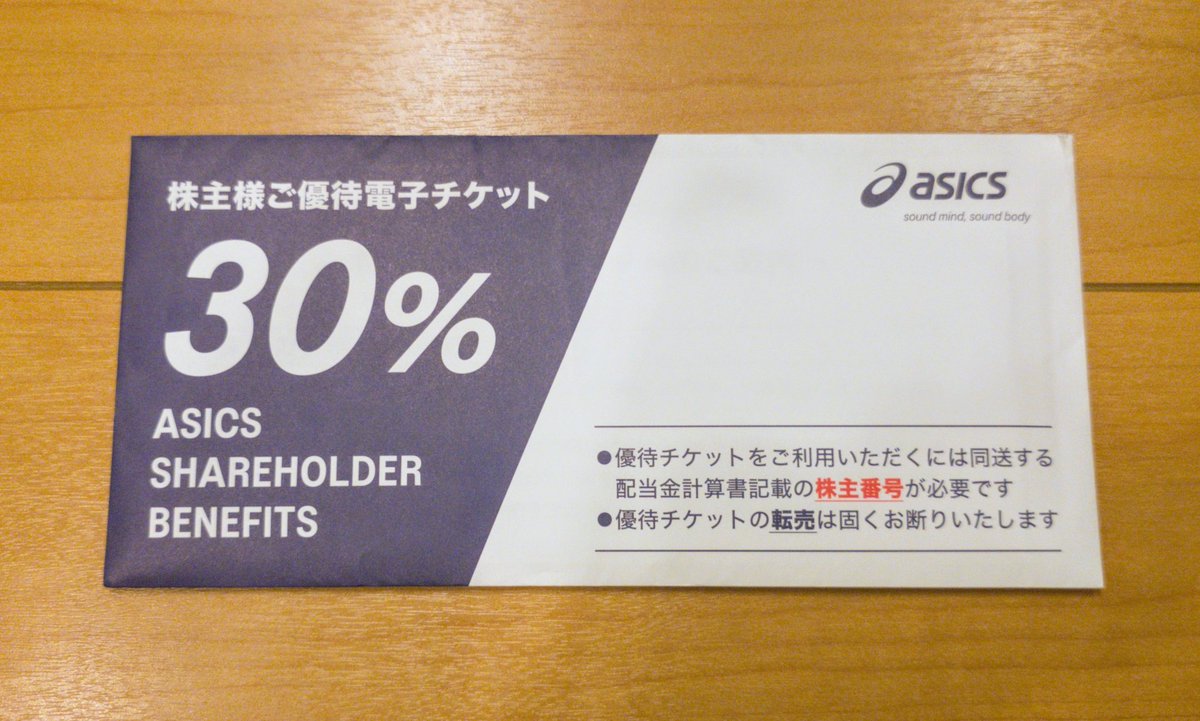 株主様ご優待電子チケット
30%
ASICS
SHAREHOLDER
BENEFITS
asics
sound mind, sound body
●優待チケットをご利用いただくには同送する
配当金計算書記載の株主番号が必要です
●優待チケットの転売は固くお断りいたします